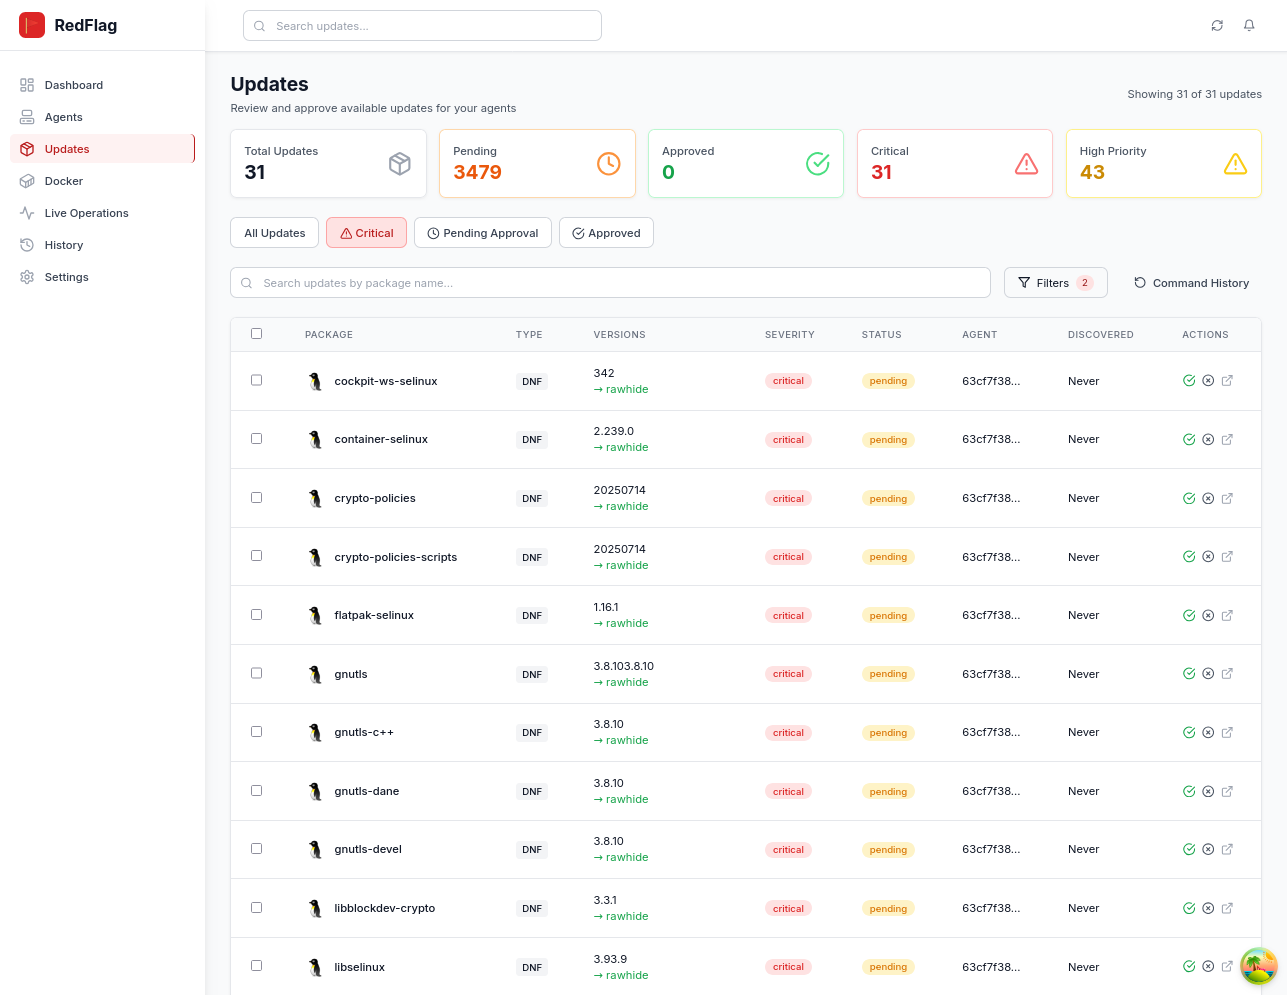 RedFlag
Search updates...
Dashboard
Agents
Updates
Docker
Live Operations
History
Settings
Updates
Review and approve available updates for your agents
Showing 31 of 31 updates
Total Updates
31
Pending
3479
Approved
0
Critical
31
High Priority
43
All Updates
Critical
Pending Approval
Approved
Search updates by package name...
Filters 2
Command History
PACKAGE TYPE VERSIONS SEVERITY STATUS AGENT DISCOVERED ACTIONS
cockpit-ws-selinux DNF 342 critical pending 63cf7f38... Never
→ rawhide
container-selinux DNF 2.239.0 critical pending 63cf7f38... Never
→ rawhide
crypto-policies DNF 20250714 critical pending 63cf7f38... Never
→ rawhide
crypto-policies-scripts DNF 20250714 critical pending 63cf7f38... Never
→ rawhide
flatpak-selinux DNF 1.16.1 critical pending 63cf7f38... Never
→ rawhide
gnutls DNF 3.8.103.8.10 critical pending 63cf7f38... Never
→ rawhide
gnutls-c++ DNF 3.8.10 critical pending 63cf7f38... Never
→ rawhide
gnutls-dane DNF 3.8.10 critical pending 63cf7f38... Never
→ rawhide
gnutls-devel DNF 3.8.10 critical pending 63cf7f38... Never
→ rawhide
libblockdev-crypto DNF 3.3.1 critical pending 63cf7f38... Never
→ rawhide
libselinux DNF 3.93.9 critical pending 63cf7f38... Never
→ rawhide